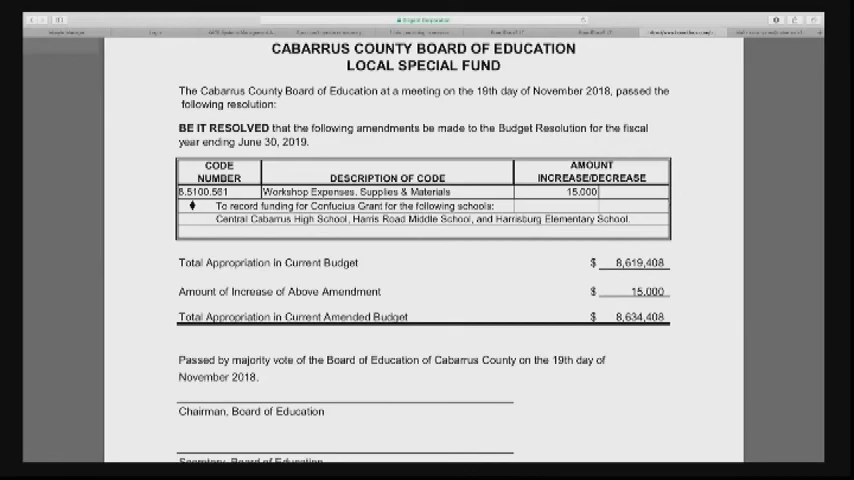 Diligent Corporation
CABARRUS COUNTY BOARD OF EDUCATION
LOCAL SPECIAL FUND
The Cabarrus County Board of Education at a meeting on the 19th day of November 2018, passed the
following resolution:
BE IT RESOLVED that the following amendments be made to the Budget Resolution for the fiscal
year ending June 30, 2019.
CODE NUMBER DESCRIPTION OF CODE AMOUNT INCREASE/DECREASE
8.5100.561 Workshop Expenses, Supplies & Materials 15,000
♦ To record funding for Confucius Grant for the following schools:
Central Cabarrus High School, Harris Road Middle School, and Harrisburg Elementary School.
Total Appropriation in Current Budget $ 8,619,408
Amount of Increase of Above Amendment $ 15,000
Total Appropriation in Current Amended Budget $ 8,634,408
Passed by majority vote of the Board of Education of Cabarrus County on the 19th day of
November 2018.
Chairman, Board of Education
Secretary, Board of Education